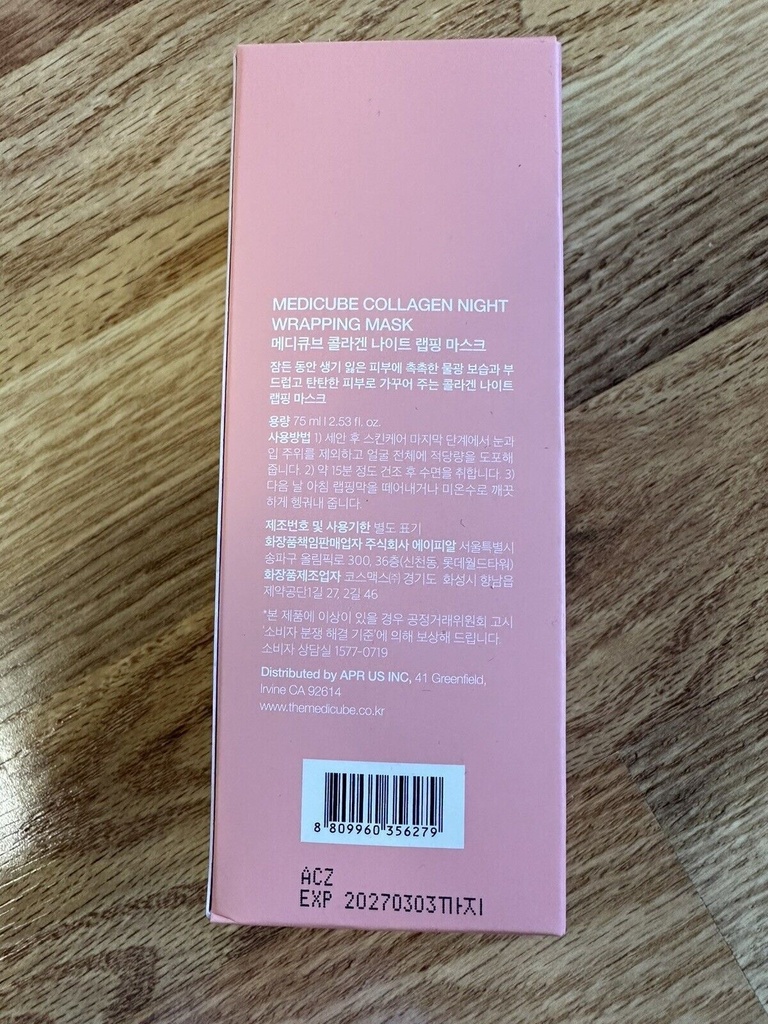 MEDICUBE COLLAGEN NIGHT
WRAPPING MASK
메디큐브 콜라겐 나이트 랩핑 마스크
잠든 동안 생기 잃은 피부에 촉촉한 물광 보습과 부
드럽고 탄탄한 피부로 가꾸어 주는 콜라겐 나이트
랩핑 마스크
용량 75 ml l 2.53 fl. oz.
사용방법 1) 세안 후 스킨케어 마지막 단계에서 눈과
입 주위를 제외하고 얼굴 전체에 적당량을 도포해
줍니다. 2) 약 15분 정도 건조 후 수면을 취합니다. 3)
다음 날 아침 랩핑막을 떼어내거나 미온수로 깨끗
하게 헹궈내 줍니다.
제조번호 및 사용기한 별도 표기
화장품책임판매업자 주식회사 에이피알 서울특별시
송파구 올림픽로 300, 36층(신천동, 롯데월드타워)
화장품제조업자 코스맥스㈜ 경기도 화성시 향남읍
제약공단1길 27, 2길 46
*본 제품에 이상이 있을 경우 공정거래위원회 고시
'소비자 분쟁 해결 기준'에 의해 보상해 드립니다.
소비자 상담실 1577-0719
Distributed by APR US INC, 41 Greenfield,
Irvine CA 92614
www.themedicube.co.kr
8 809960 356279
ACZ
EXP 20270303까지